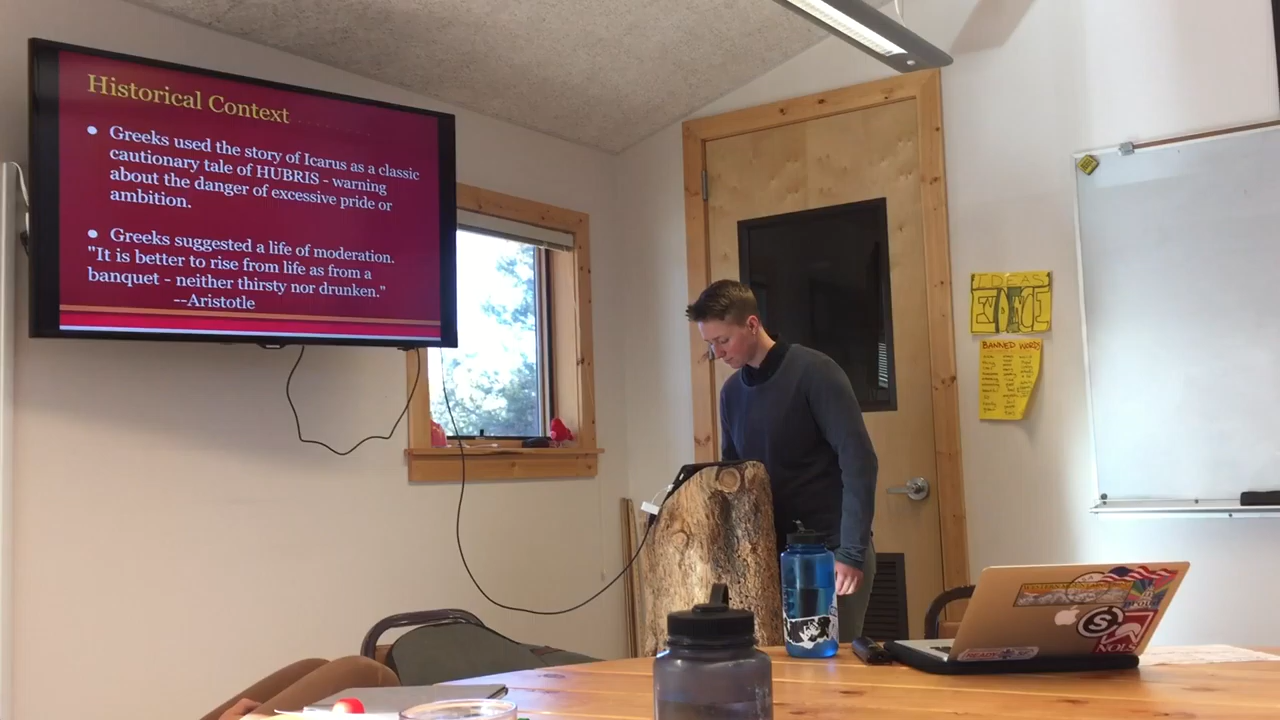 Historical Context
● Greeks used the story of Icarus as a classic
cautionary tale of HUBRIS - warning
about the danger of excessive pride or
ambition.
● Greeks suggested a life of moderation.
"It is better to rise from life as from a
banquet - neither thirsty nor drunken."
--Aristotle
IDEAS
BANNED WORDS
S
NOLS